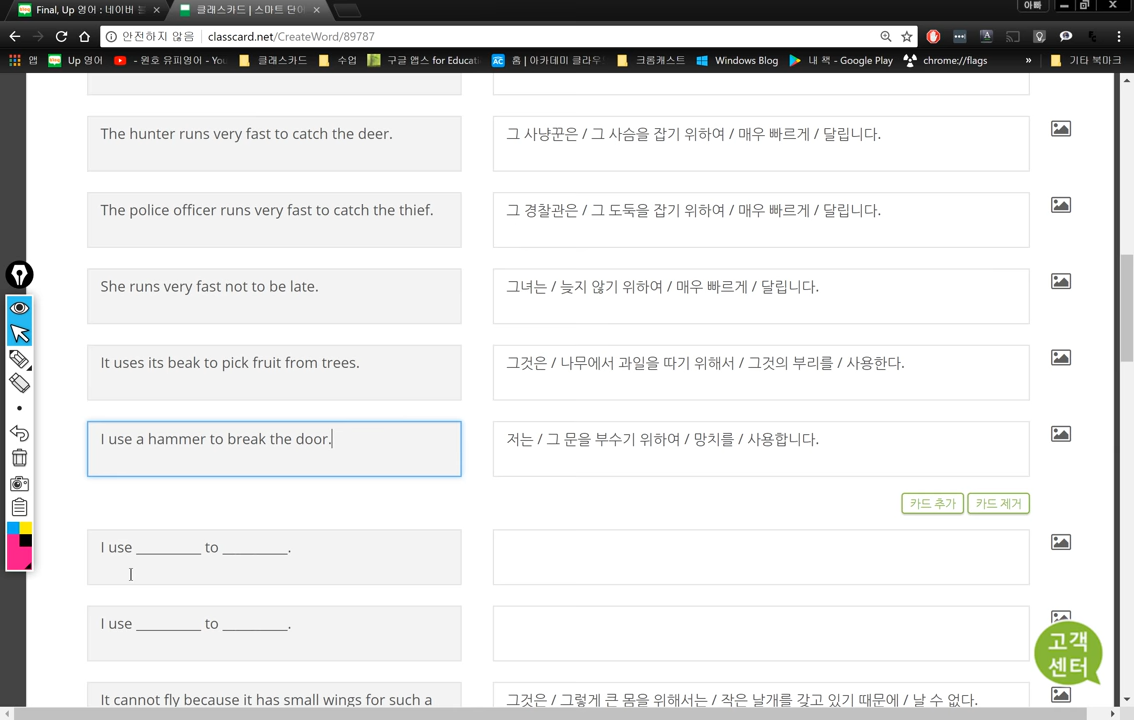 Final, Up 영어 : 네이버 블
클래스카드 | 스마트 단어
아빠
안전하지 않음
classcard.net/CreateWord/89787
앱
Up 영어
- 원호 유피영어 - You
클래스카드
수업
구글 앱스 for Educati
홈 | 아카데미 클라우
크롬캐스트
Windows Blog
내 책 - Google Play
chrome://flags
»
기타 북마크
The hunter runs very fast to catch the deer.
그 사냥꾼은 / 그 사슴을 잡기 위하여 / 매우 빠르게 / 달립니다.
The police officer runs very fast to catch the thief.
그 경찰관은 / 그 도둑을 잡기 위하여 / 매우 빠르게 / 달립니다.
She runs very fast not to be late.
그녀는 / 늦지 않기 위하여 / 매우 빠르게 / 달립니다.
It uses its beak to pick fruit from trees.
그것은 / 나무에서 과일을 따기 위해서 / 그것의 부리를 / 사용한다.
I use a hammer to break the door.
저는 / 그 문을 부수기 위하여 / 망치를 / 사용합니다.
카드 추가
카드 제거
I use _________ to _________.
I use _________ to _________.
고객
센터
It cannot fly because it has small wings for such a
그것은 / 그렇게 큰 몸을 위해서는 / 작은 날개를 갖고 있기 때문에 / 날 수 없다.